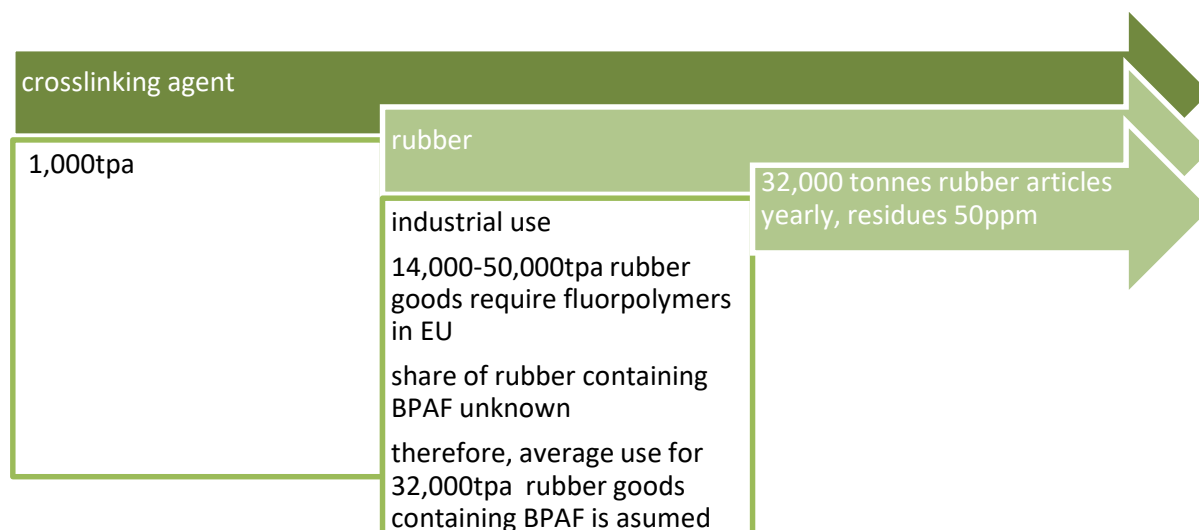 crosslinking agent
1,000tpa
rubber
industrial use
14,000-50,000tpa rubber
goods require fluorpolymers
in EU
share of rubber containing
BPAF unknown
therefore, average use for
32,000tpa rubber goods
containing BPAF is asumed
32,000 tonnes rubber articles
yearly, residues 50ppm